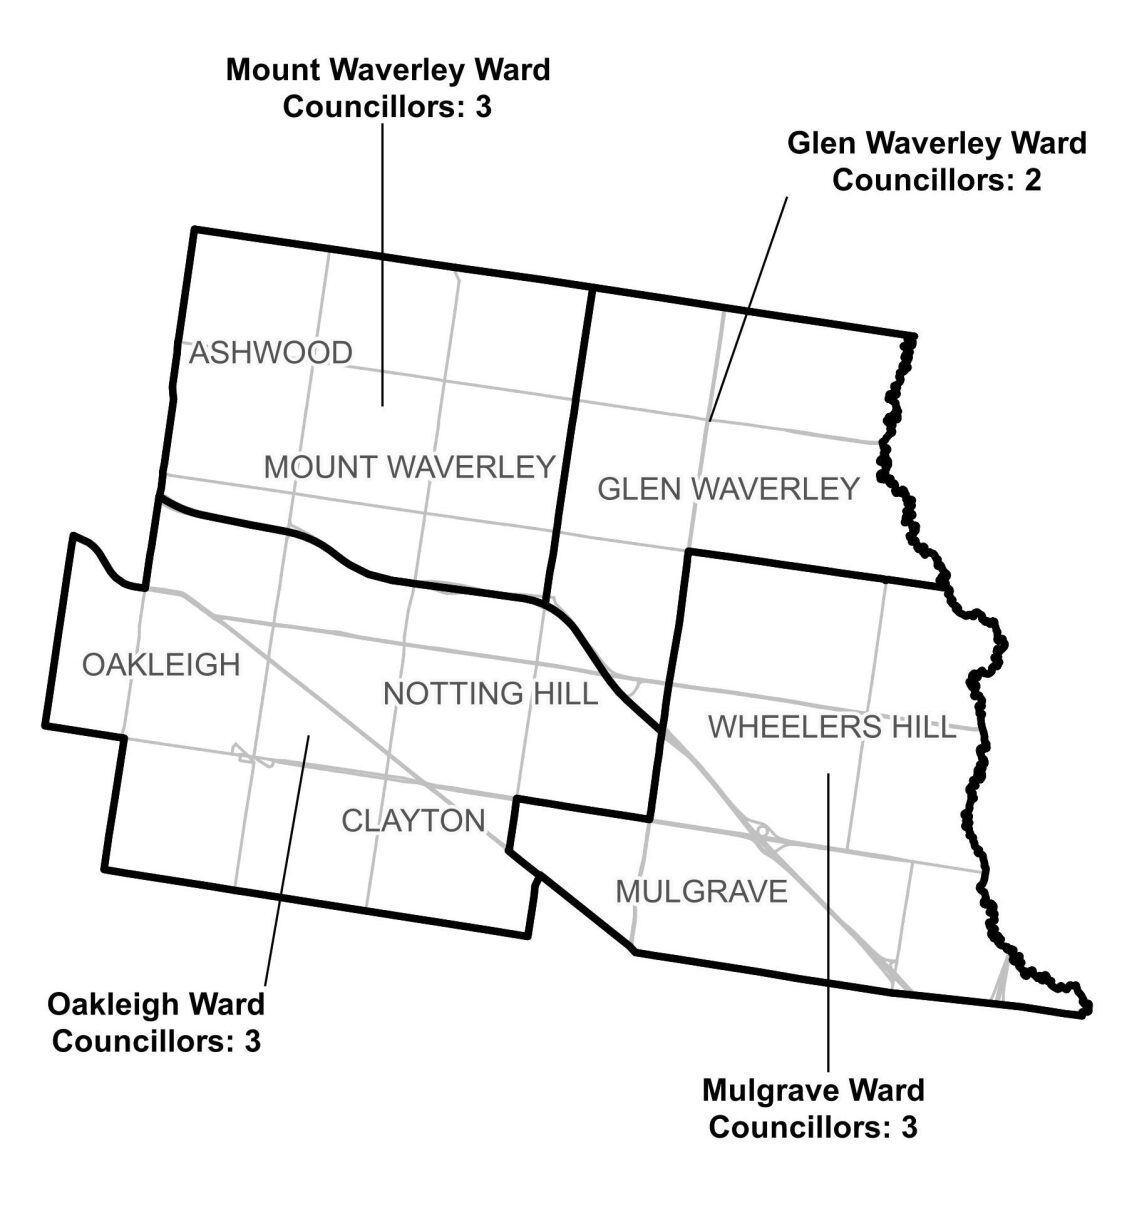 Mount Waverley Ward
Councillors: 3
Glen Waverley Ward
Councillors: 2
ASHWOOD
MOUNT WAVERLEY
GLEN WAVERLEY
OAKLEIGH
NOTTING HILL
WHEELERS HILL
CLAYTON
MULGRAVE
Oakleigh Ward
Councillors: 3
Mulgrave Ward
Councillors: 3